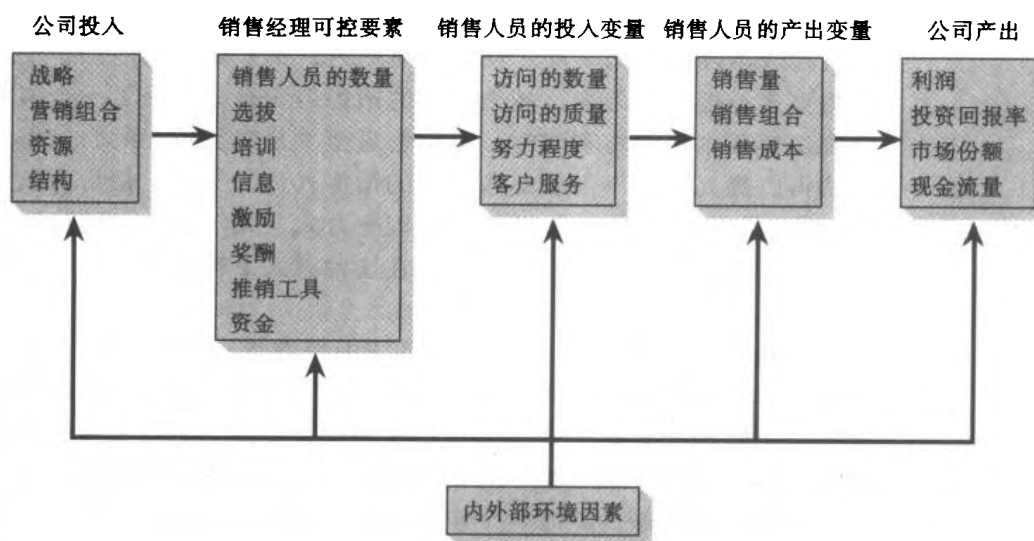 公司投入
销售经理可控要素
销售人员的投入变量
销售人员的产出变量
公司产出
战略
营销组合
资源
结构
销售人员的数量
选拔
培训
信息
激励
奖酬
推销工具
资金
访问的数量
访问的质量
努力程度
客户服务
销售量
销售组合
销售成本
利润
投资回报率
市场份额
现金流量
内外部环境因素